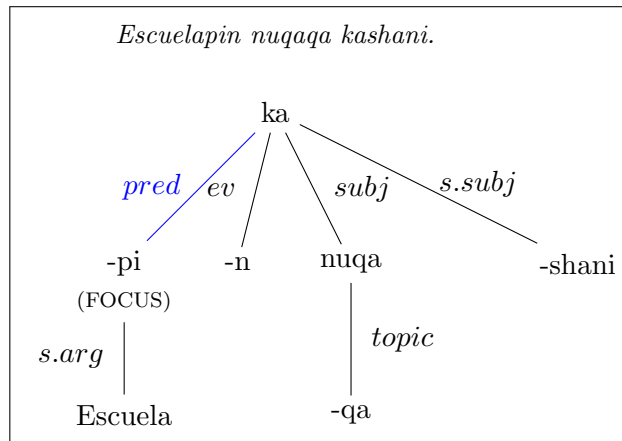 Escuelapin nuqaqa kashani.
ka
pred ev subj s.subj
-pi -n nuqa -shani
(FOCUS)
s.arg topic
Escuela -qa